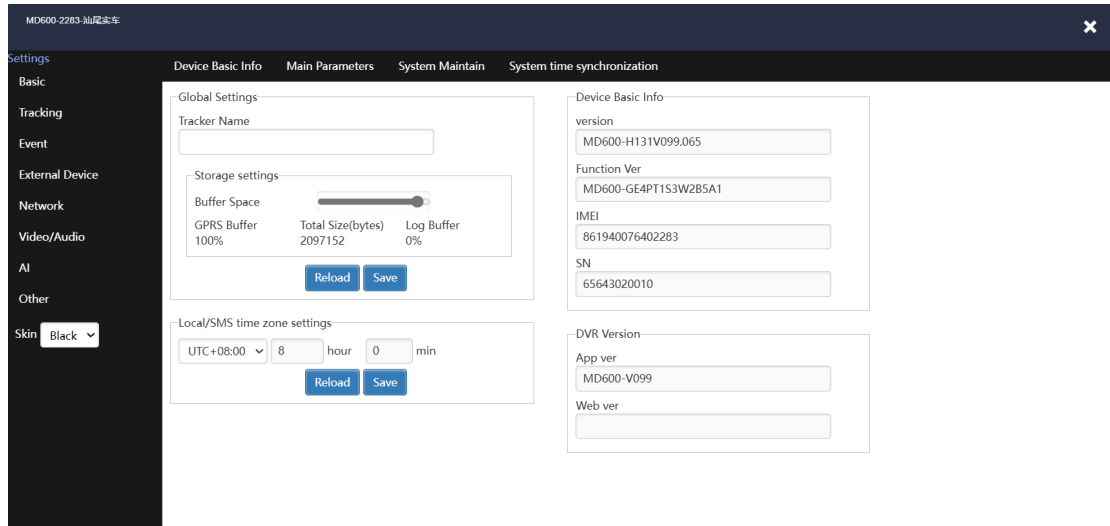 MD600-2283-汕尾实车
Settings
Basic
Tracking
Event
External Device
Network
Video/Audio
AI
Other
Skin Black
Device Basic Info Main Parameters System Maintain System time synchronization
Global Settings
Tracker Name
Storage settings
Buffer Space
GPRS Buffer Total Size(bytes) Log Buffer
100% 2097152 0%
Reload Save
Local/SMS time zone settings
UTC+08:00 8 hour 0 min
Reload Save
Device Basic Info
version
MD600-H131V099.065
Function Ver
MD600-GE4PT1S3W2B5A1
IMEI
861940076402283
SN
65643020010
DVR Version
App ver
MD600-V099
Web ver